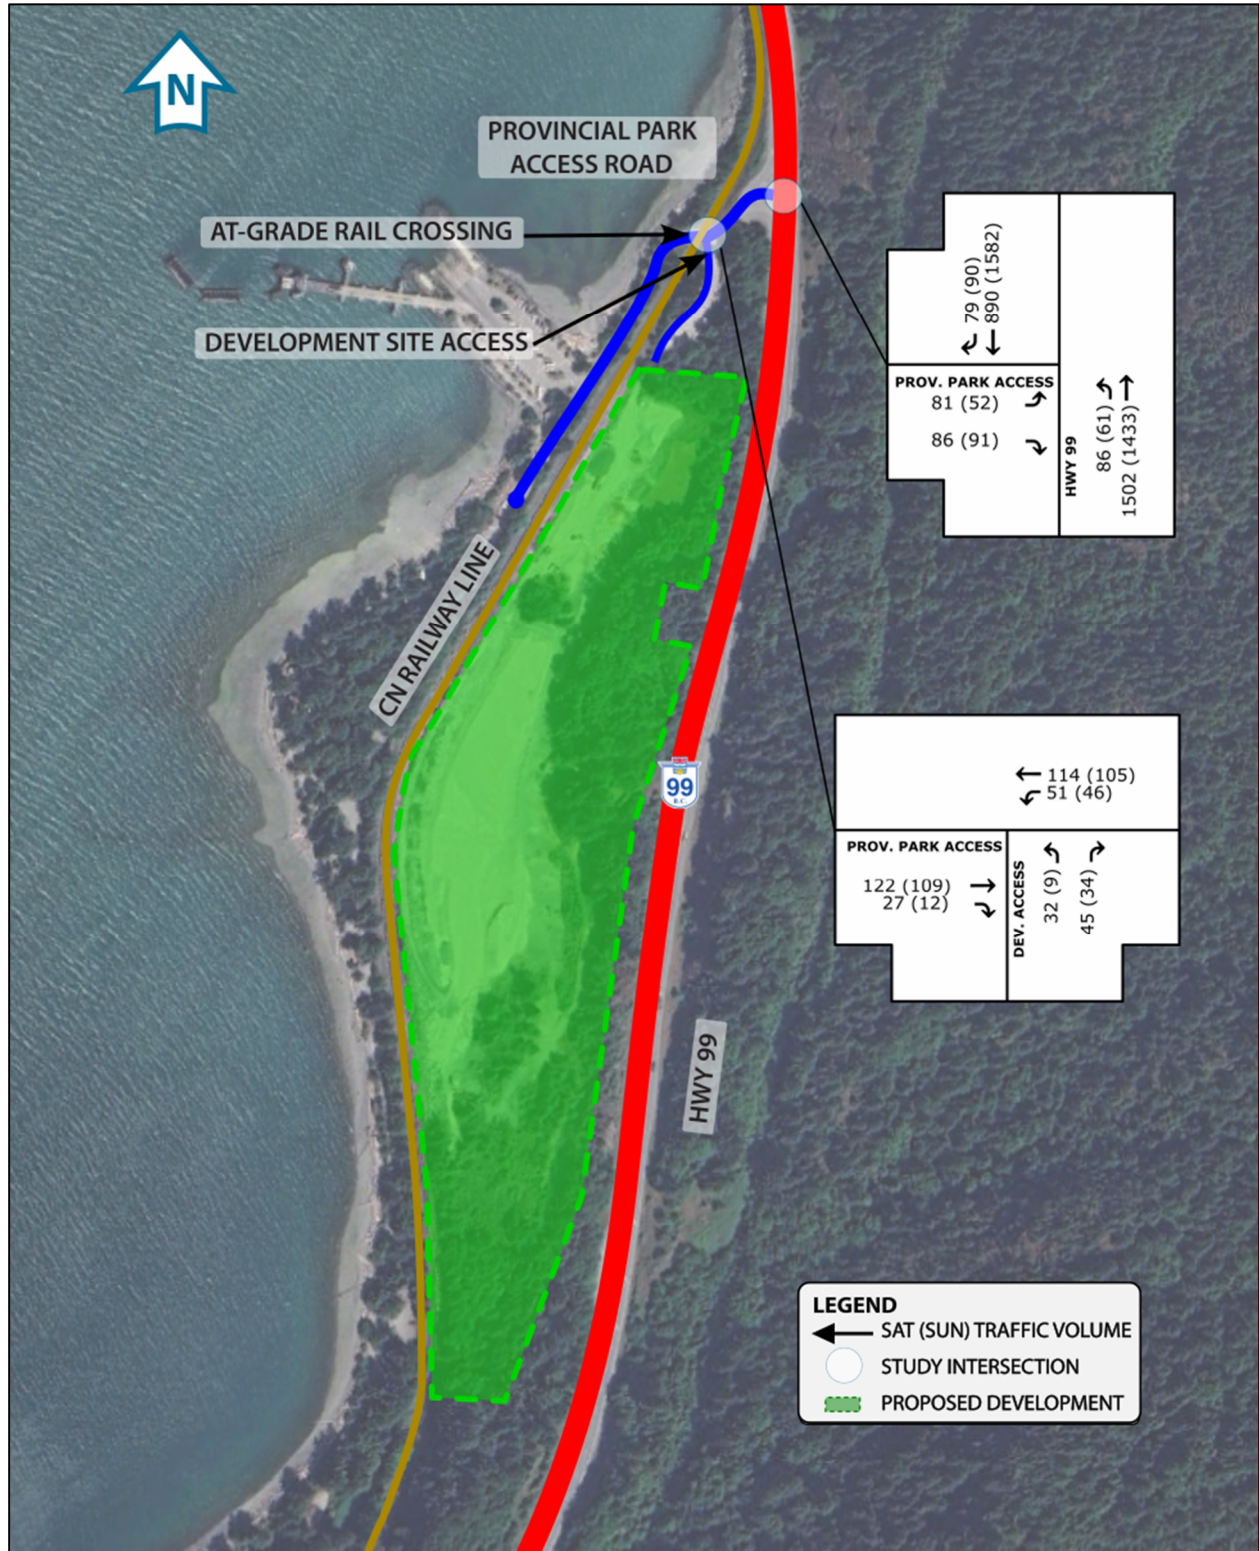 N
PROVINCIAL PARK
ACCESS ROAD
AT-GRADE RAIL CROSSING
DEVELOPMENT SITE ACCESS
79 (90)
890 (1582)
PROV. PARK ACCESS
81 (52)
86 (91)
HWY 99
86 (61)
1502 (1433)
CN RAILWAY LINE
99
B.C.
114 (105)
51 (46)
PROV. PARK ACCESS
122 (109)
27 (12)
DEV. ACCESS
32 (9)
45 (34)
HWY 99
LEGEND
SAT (SUN) TRAFFIC VOLUME
STUDY INTERSECTION
PROPOSED DEVELOPMENT